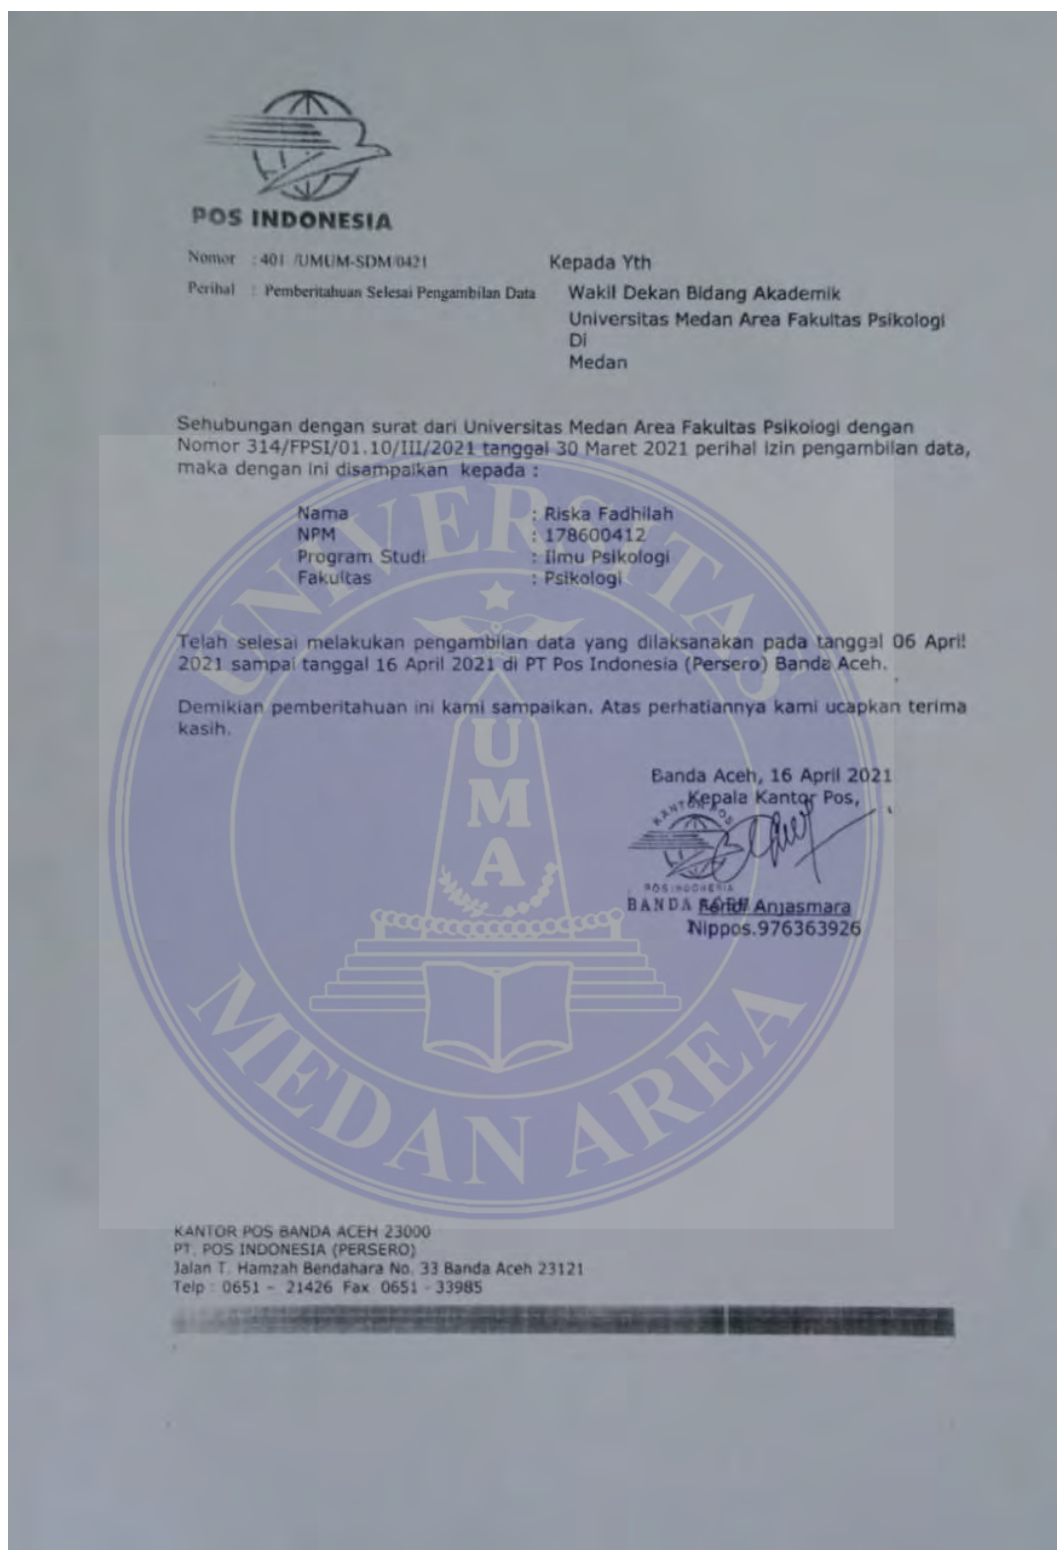 POS INDONESIA
Nomor : 401 /UMUM-SDM/0421
Perihal : Pemberitahuan Selesai Pengambilan Data
Kepada Yth
Wakil Dekan Bidang Akademik
Universitas Medan Area Fakultas Psikologi
Di
Medan
Sehubungan dengan surat dari Universitas Medan Area Fakultas Psikologi dengan
Nomor 314/FPSI/01.10/III/2021 tanggal 30 Maret 2021 perihal izin pengambilan data,
maka dengan ini disampaikan kepada :
Nama : Riska Fadhilah
NPM : 178600412
Program Studi : Ilmu Psikologi
Fakultas : Psikologi
Telah selesai melakukan pengambilan data yang dilaksanakan pada tanggal 06 April
2021 sampai tanggal 16 April 2021 di PT Pos Indonesia (Persero) Banda Aceh.
Demikian pemberitahuan ini kami sampaikan. Atas perhatiannya kami ucapkan terima
kasih.
Banda Aceh, 16 April 2021
Kepala Kantor Pos,
KANTOR POS
POS INDONESIA
BANDA
Anjasmara
Nippos.976363926
UNIVERSITAS
UMA
MEDAN AREA
KANTOR POS BANDA ACEH 23000
PT. POS INDONESIA (PERSERO)
Jalan T. Hamzah Bendahara No. 33 Banda Aceh 23121
Telp : 0651 – 21426 Fax 0651 - 33985